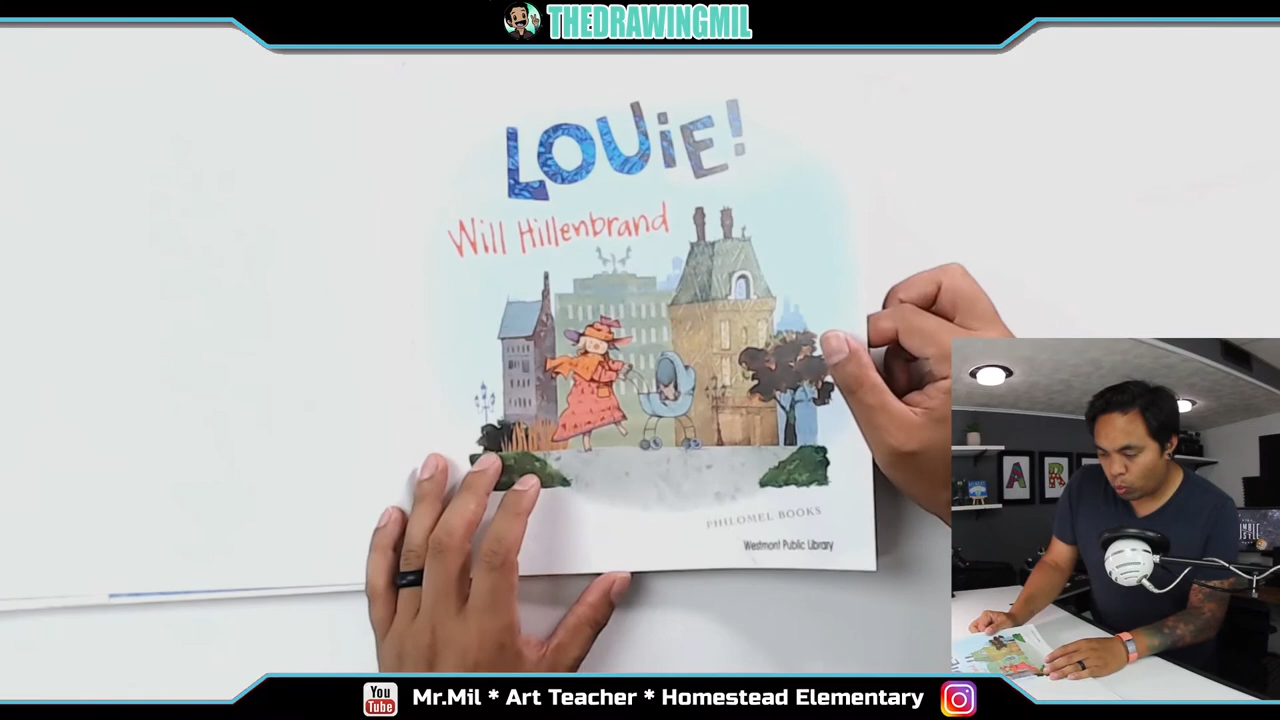 THEDRAWINGMIL
LOUiE!
Will Hillenbrand
PHILOMEL BOOKS
Westmont Public Library
A R
You
Tube
Mr.Mil * Art Teacher * Homestead Elementary